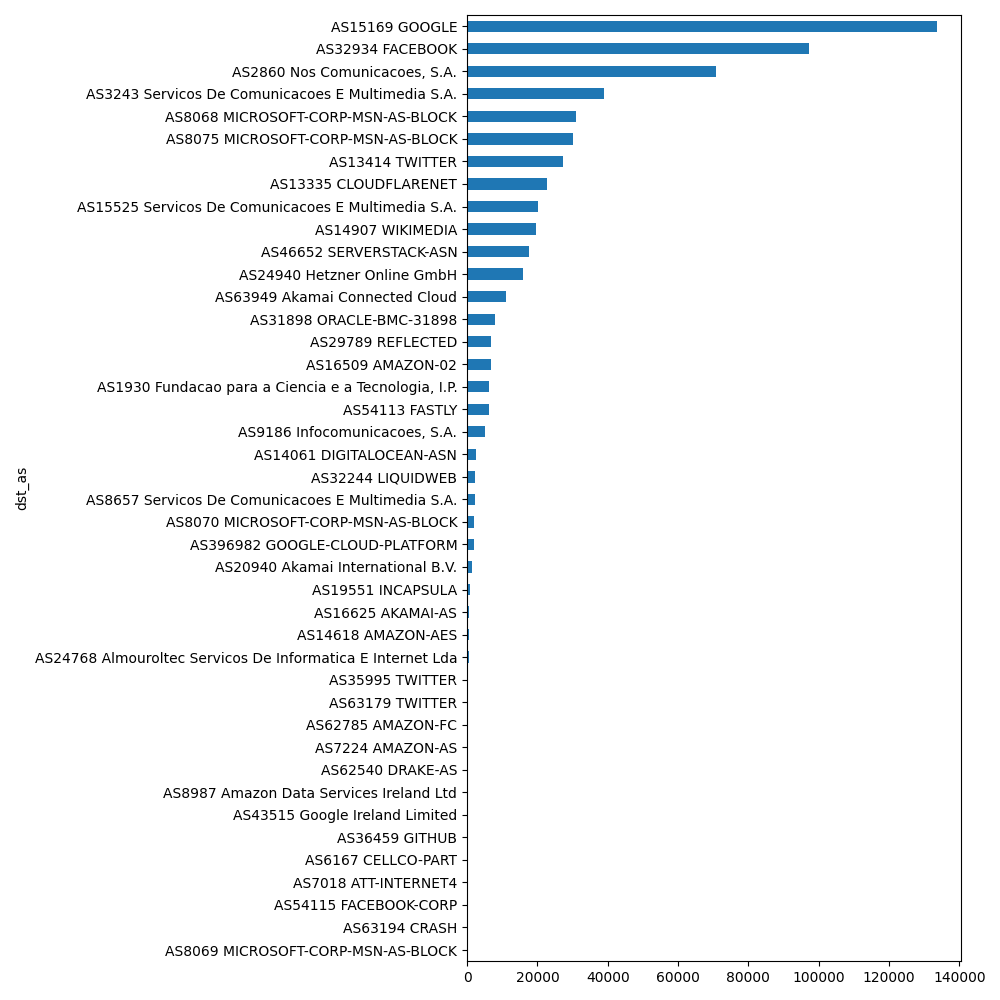 AS15169 GOOGLE
AS32934 FACEBOOK
AS2860 Nos Comunicacoes, S.A.
AS3243 Servicos De Comunicacoes E Multimedia S.A.
AS8068 MICROSOFT-CORP-MSN-AS-BLOCK
AS8075 MICROSOFT-CORP-MSN-AS-BLOCK
AS13414 TWITTER
AS13335 CLOUDFLARENET
AS15525 Servicos De Comunicacoes E Multimedia S.A.
AS14907 WIKIMEDIA
AS46652 SERVERSTACK-ASN
AS24940 Hetzner Online GmbH
AS63949 Akamai Connected Cloud
AS31898 ORACLE-BMC-31898
AS29789 REFLECTED
AS16509 AMAZON-02
AS1930 Fundacao para a Ciencia e a Tecnologia, I.P.
AS54113 FASTLY
AS9186 Infocomunicacoes, S.A.
AS14061 DIGITALOCEAN-ASN
AS32244 LIQUIDWEB
AS8657 Servicos De Comunicacoes E Multimedia S.A.
AS8070 MICROSOFT-CORP-MSN-AS-BLOCK
AS396982 GOOGLE-CLOUD-PLATFORM
AS20940 Akamai International B.V.
AS19551 INCAPSULA
AS16625 AKAMAI-AS
AS14618 AMAZON-AES
AS24768 Almouroltec Servicos De Informatica E Internet Lda
AS35995 TWITTER
AS63179 TWITTER
AS62785 AMAZON-FC
AS7224 AMAZON-AS
AS62540 DRAKE-AS
AS8987 Amazon Data Services Ireland Ltd
AS43515 Google Ireland Limited
AS36459 GITHUB
AS6167 CELLCO-PART
AS7018 ATT-INTERNET4
AS54115 FACEBOOK-CORP
AS63194 CRASH
AS8069 MICROSOFT-CORP-MSN-AS-BLOCK
dst_as
0 20000 40000 60000 80000 100000 120000 140000